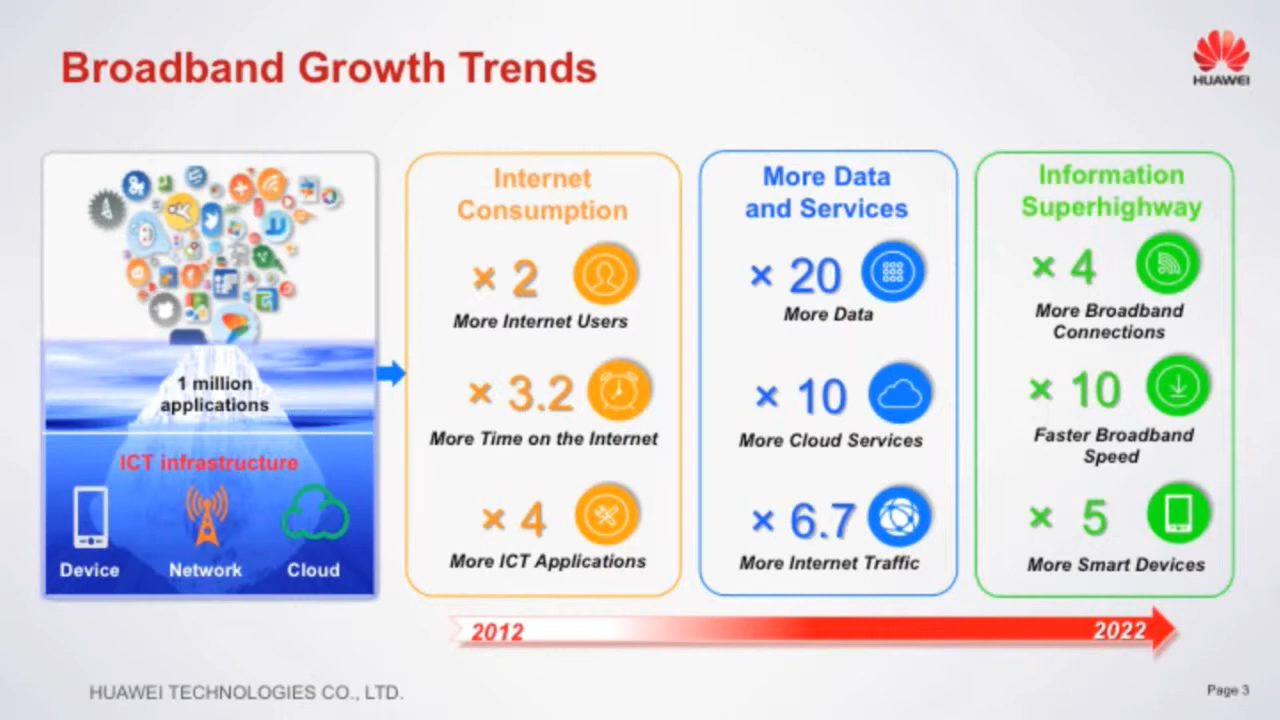 Broadband Growth Trends
HUAWEI
1 million
applications
ICT infrastructure
Device
Network
Cloud
Internet
Consumption
× 2
More Internet Users
× 3.2
More Time on the Internet
× 4
More ICT Applications
More Data
and Services
× 20
More Data
× 10
More Cloud Services
× 6.7
More Internet Traffic
Information
Superhighway
× 4
More Broadband
Connections
× 10
Faster Broadband
Speed
× 5
More Smart Devices
2012
2022
HUAWEI TECHNOLOGIES CO., LTD.
Page 3